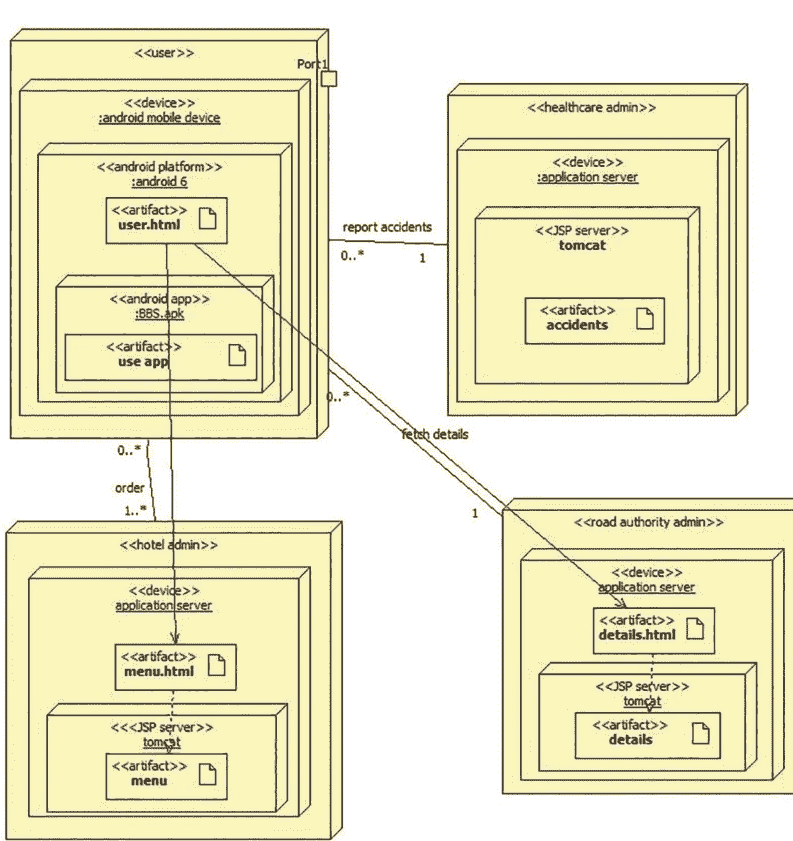 <<user>>
Port1
<<device>>
:android mobile device
<<android platform>>
:android 6
<<artifact>>
user.html
<<android app>>
:BBS.apk
<<artifact>>
use app
<<healthcare admin>>
<<device>>
:application server
<<JSP server>>
tomcat
<<artifact>>
accidents
report accidents
0..*
1
0..*
fetch details
1
0..*
order
1..*
<<hotel admin>>
<<device>>
application server
<<artifact>>
menu.html
<<<JSP server>>
tomcat
<<artifact>>
menu
<<road authority admin>>
<<device>>
application server
<<artifact>>
details.html
<<JSP server>>
tomcat
<<artifact>>
details